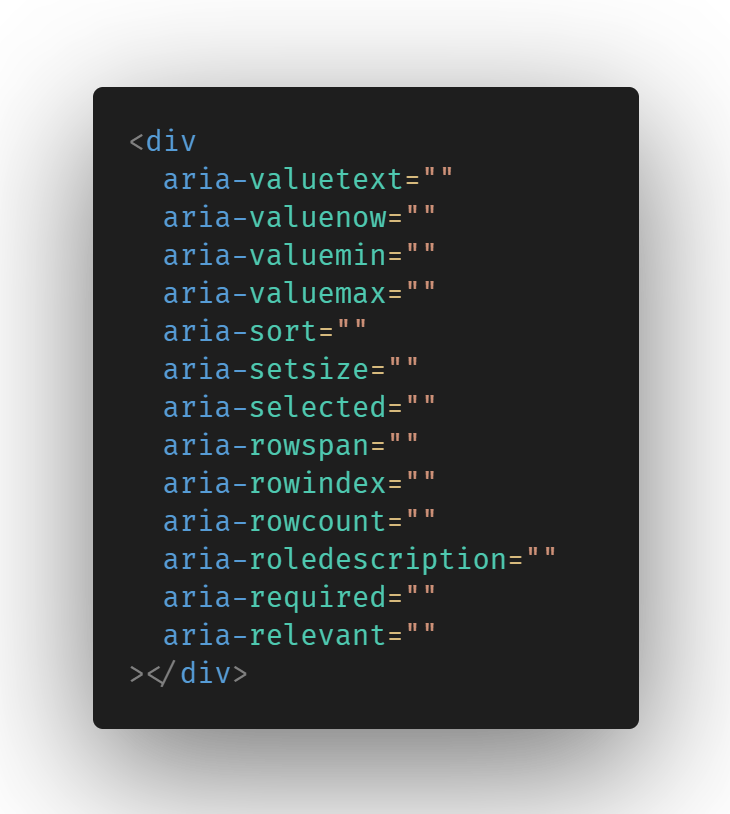 <div
  aria-valuetext=""
  aria-valuenow=""
  aria-valuemin=""
  aria-valuemax=""
  aria-sort=""
  aria-setsize=""
  aria-selected=""
  aria-rowspan=""
  aria-rowindex=""
  aria-rowcount=""
  aria-roledescription=""
  aria-required=""
  aria-relevant=""
></div>